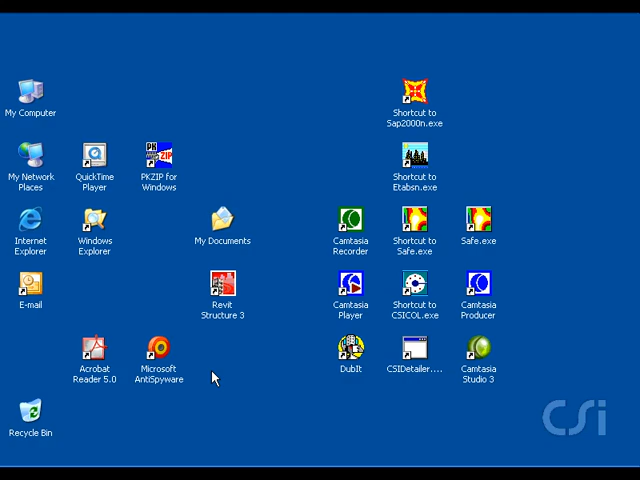 My Computer
Shortcut to
Sap2000n.exe
My Network
Places
QuickTime
Player
PK
ZIP
PKZIP for
Windows
Shortcut to
Etabsn.exe
Internet
Explorer
Windows
Explorer
My Documents
Camtasia
Recorder
Shortcut to
Safe.exe
Safe.exe
E-mail
Revit
Structure 3
Camtasia
Player
Shortcut to
CSICOL.exe
Camtasia
Producer
Acrobat
Reader 5.0
Microsoft
AntiSpyware
DubIt
CSIDetailer....
Camtasia
Studio 3
Recycle Bin
CSi